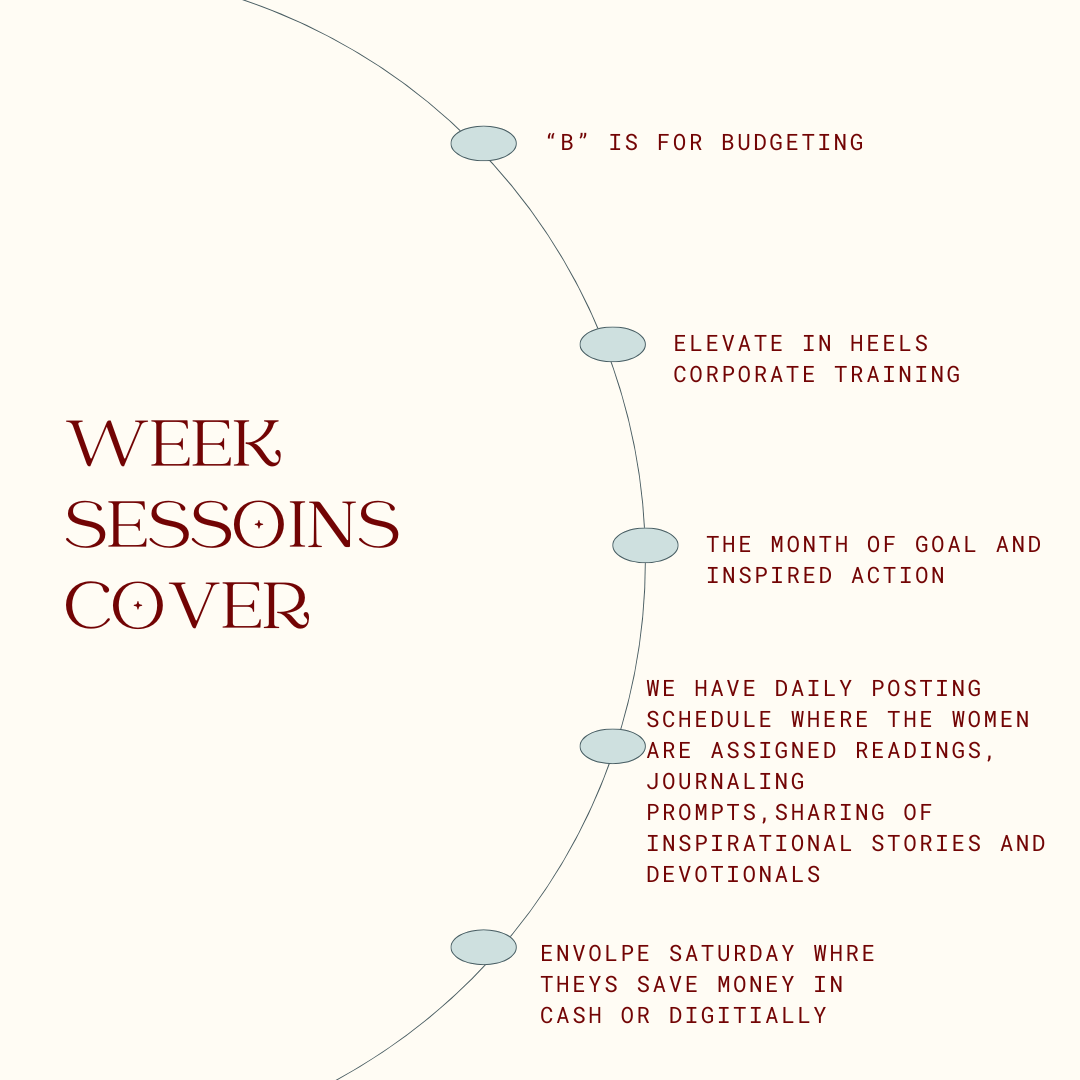 WEEK
SESSOINS
COVER
“B” IS FOR BUDGETING
ELEVATE IN HEELS
CORPORATE TRAINING
THE MONTH OF GOAL AND
INSPIRED ACTION
WE HAVE DAILY POSTING
SCHEDULE WHERE THE WOMEN
ARE ASSIGNED READINGS,
JOURNALING
PROMPTS,SHARING OF
INSPIRATIONAL STORIES AND
DEVOTIONALS
ENVOLPE SATURDAY WHRE
THEYS SAVE MONEY IN
CASH OR DIGITIALLY